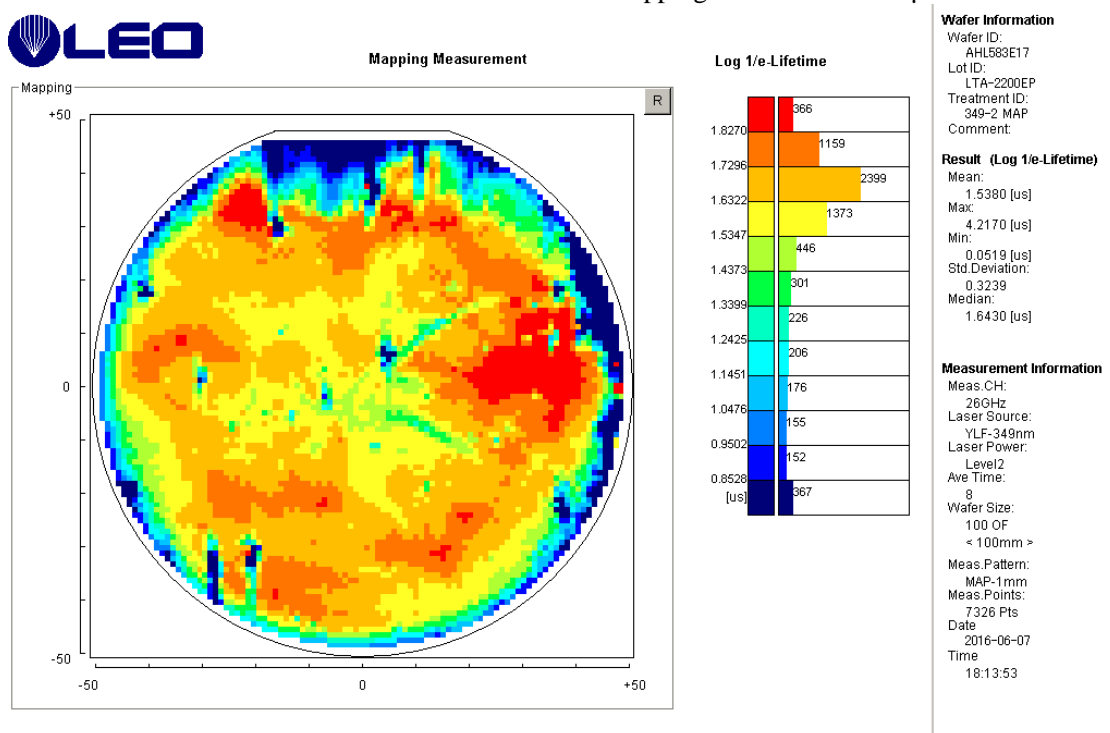 apping
LEO
Mapping Measurement
Log 1/e-Lifetime
Mapping
R
+50
0
-50
-50
0
+50
366
1.8270
1159
1.7296
2399
1.6322
1373
1.5347
446
1.4373
301
1.3399
226
1.2425
206
1.1451
176
1.0476
155
0.9502
152
0.8528
367
[us]
Wafer Information
Wafer ID:
AHL583E17
Lot ID:
LTA-2200EP
Treatment ID:
349-2 MAP
Comment:
Result (Log 1/e-Lifetime)
Mean:
1.5380 [us]
Max:
4.2170 [us]
Min:
0.0519 [us]
Std.Deviation:
0.3239
Median:
1.6430 [us]
Measurement Information
Meas.CH:
26GHz
Laser Source:
YLF-349nm
Laser Power:
Level2
Ave Time:
8
Wafer Size:
100 OF
< 100mm >
Meas.Pattern:
MAP-1mm
Meas.Points:
7326 Pts
Date
2016-06-07
Time
18:13:53